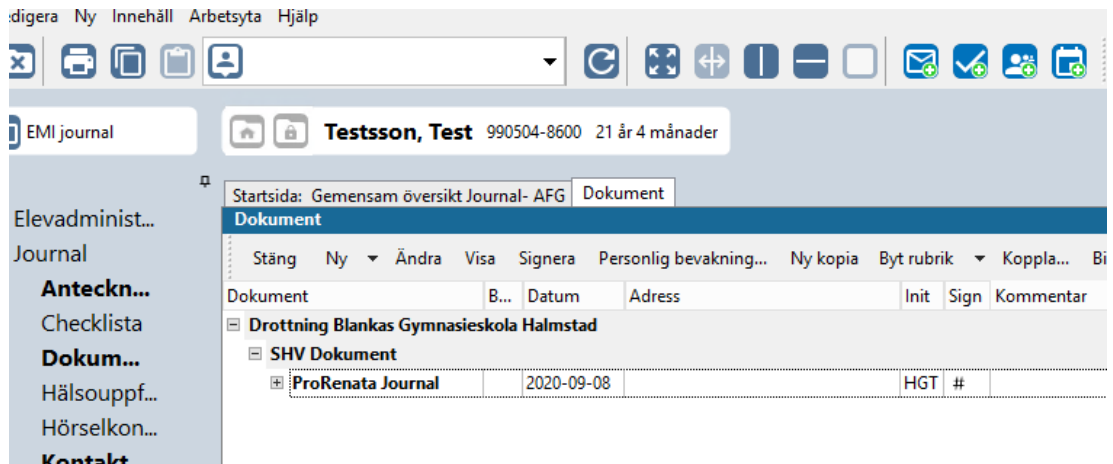 edigera Ny Innehåll Arbetsyta Hjälp
EMI journal
Testsson, Test 990504-8600 21 år 4 månader
Startsida: Gemensam översikt Journal- AFG Dokument
Elevadminist...
Dokument
Journal
Stäng Ny Ändra Visa Signera Personlig bevakning... Ny kopia Byt rubrik Koppla... Bi
Anteckn...
Dokument B... Datum Adress Init Sign Kommentar
Checklista
Drottning Blankas Gymnasieskola Halmstad
Dokum...
SHV Dokument
Hälsouppf...
ProRenata Journal 2020-09-08 HGT #
Hörselkon...
Kontakt